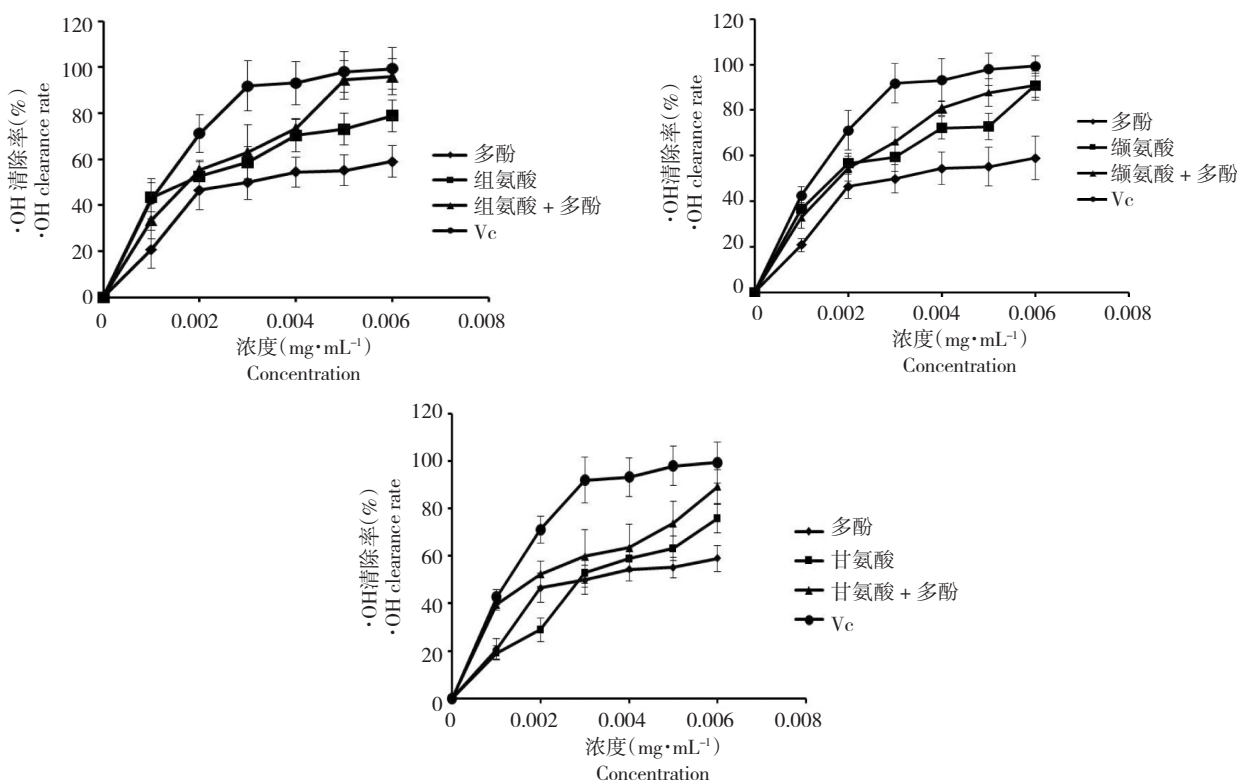 120
100
80
60
40
20
0
·OH 清除率(%)
·OH clearance rate
0
0.002
0.004
0.006
0.008
浓度(mg·mL⁻¹)
Concentration
多酚
组氨酸
组氨酸 + 多酚
Vc
120
100
80
60
40
20
0
·OH清除率(%)
·OH clearance rate
0
0.002
0.004
0.006
0.008
浓度(mg·mL⁻¹)
Concentration
多酚
缬氨酸
缬氨酸 + 多酚
Vc
120
100
80
60
40
20
0
·OH清除率(%)
·OH clearance rate
0
0.002
0.004
0.006
0.008
浓度(mg·mL⁻¹)
Concentration
多酚
甘氨酸
甘氨酸 + 多酚
Vc